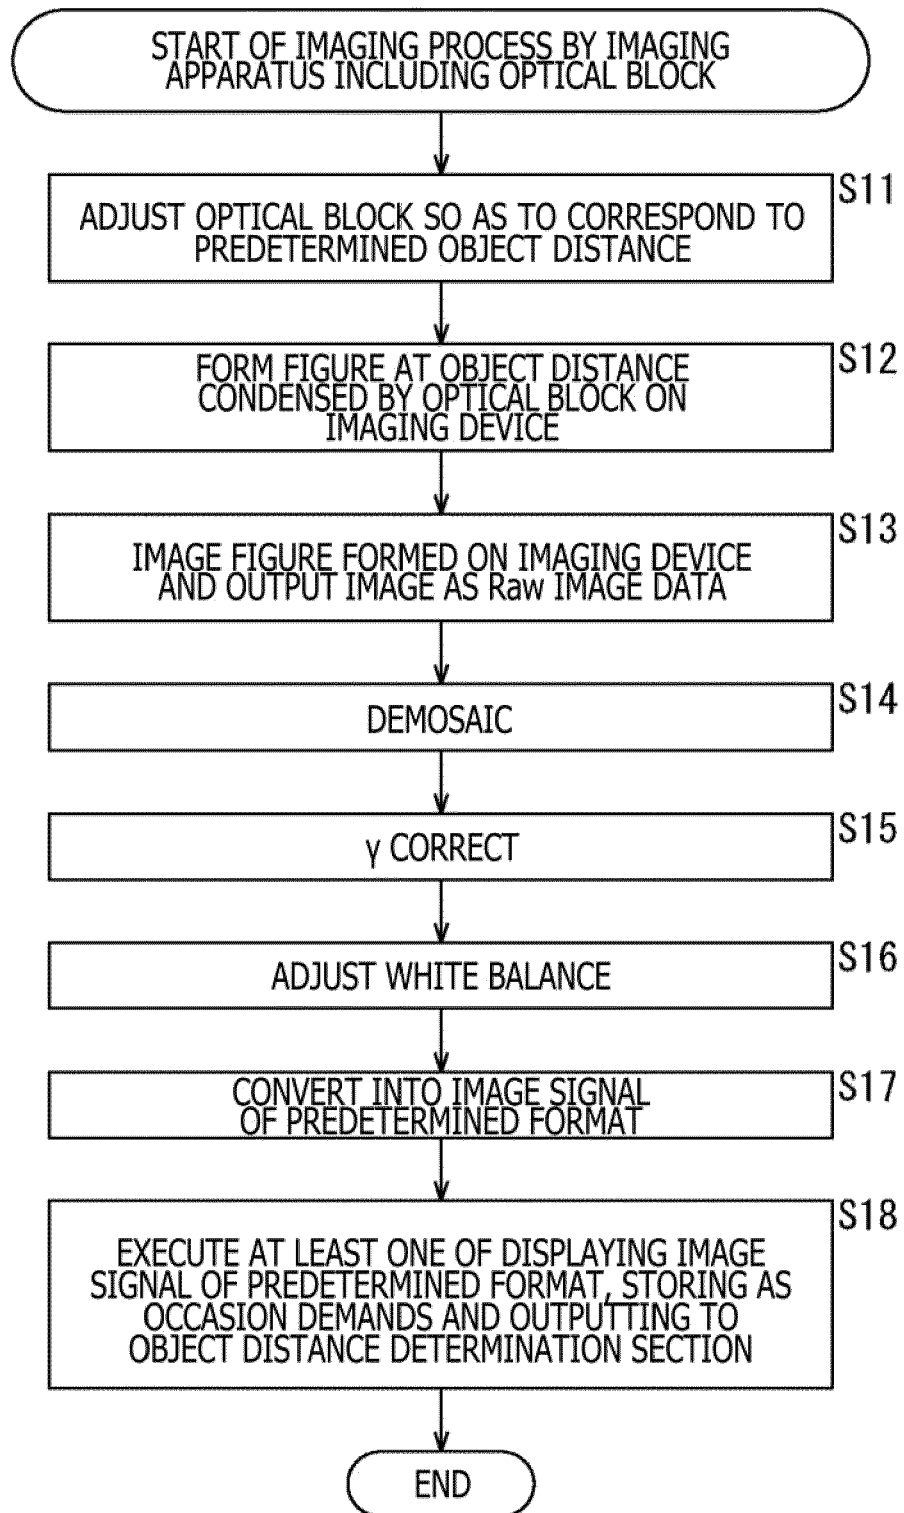 START OF IMAGING PROCESS BY IMAGING
APPARATUS INCLUDING OPTICAL BLOCK
S11
ADJUST OPTICAL BLOCK SO AS TO CORRESPOND TO
PREDETERMINED OBJECT DISTANCE
S12
FORM FIGURE AT OBJECT DISTANCE
CONDENSED BY OPTICAL BLOCK ON
IMAGING DEVICE
S13
IMAGE FIGURE FORMED ON IMAGING DEVICE
AND OUTPUT IMAGE AS Raw IMAGE DATA
S14
DEMOSAIC
S15
γ CORRECT
S16
ADJUST WHITE BALANCE
S17
CONVERT INTO IMAGE SIGNAL
OF PREDETERMINED FORMAT
S18
EXECUTE AT LEAST ONE OF DISPLAYING IMAGE
SIGNAL OF PREDETERMINED FORMAT, STORING AS
OCCASION DEMANDS AND OUTPUTTING TO
OBJECT DISTANCE DETERMINATION SECTION
END